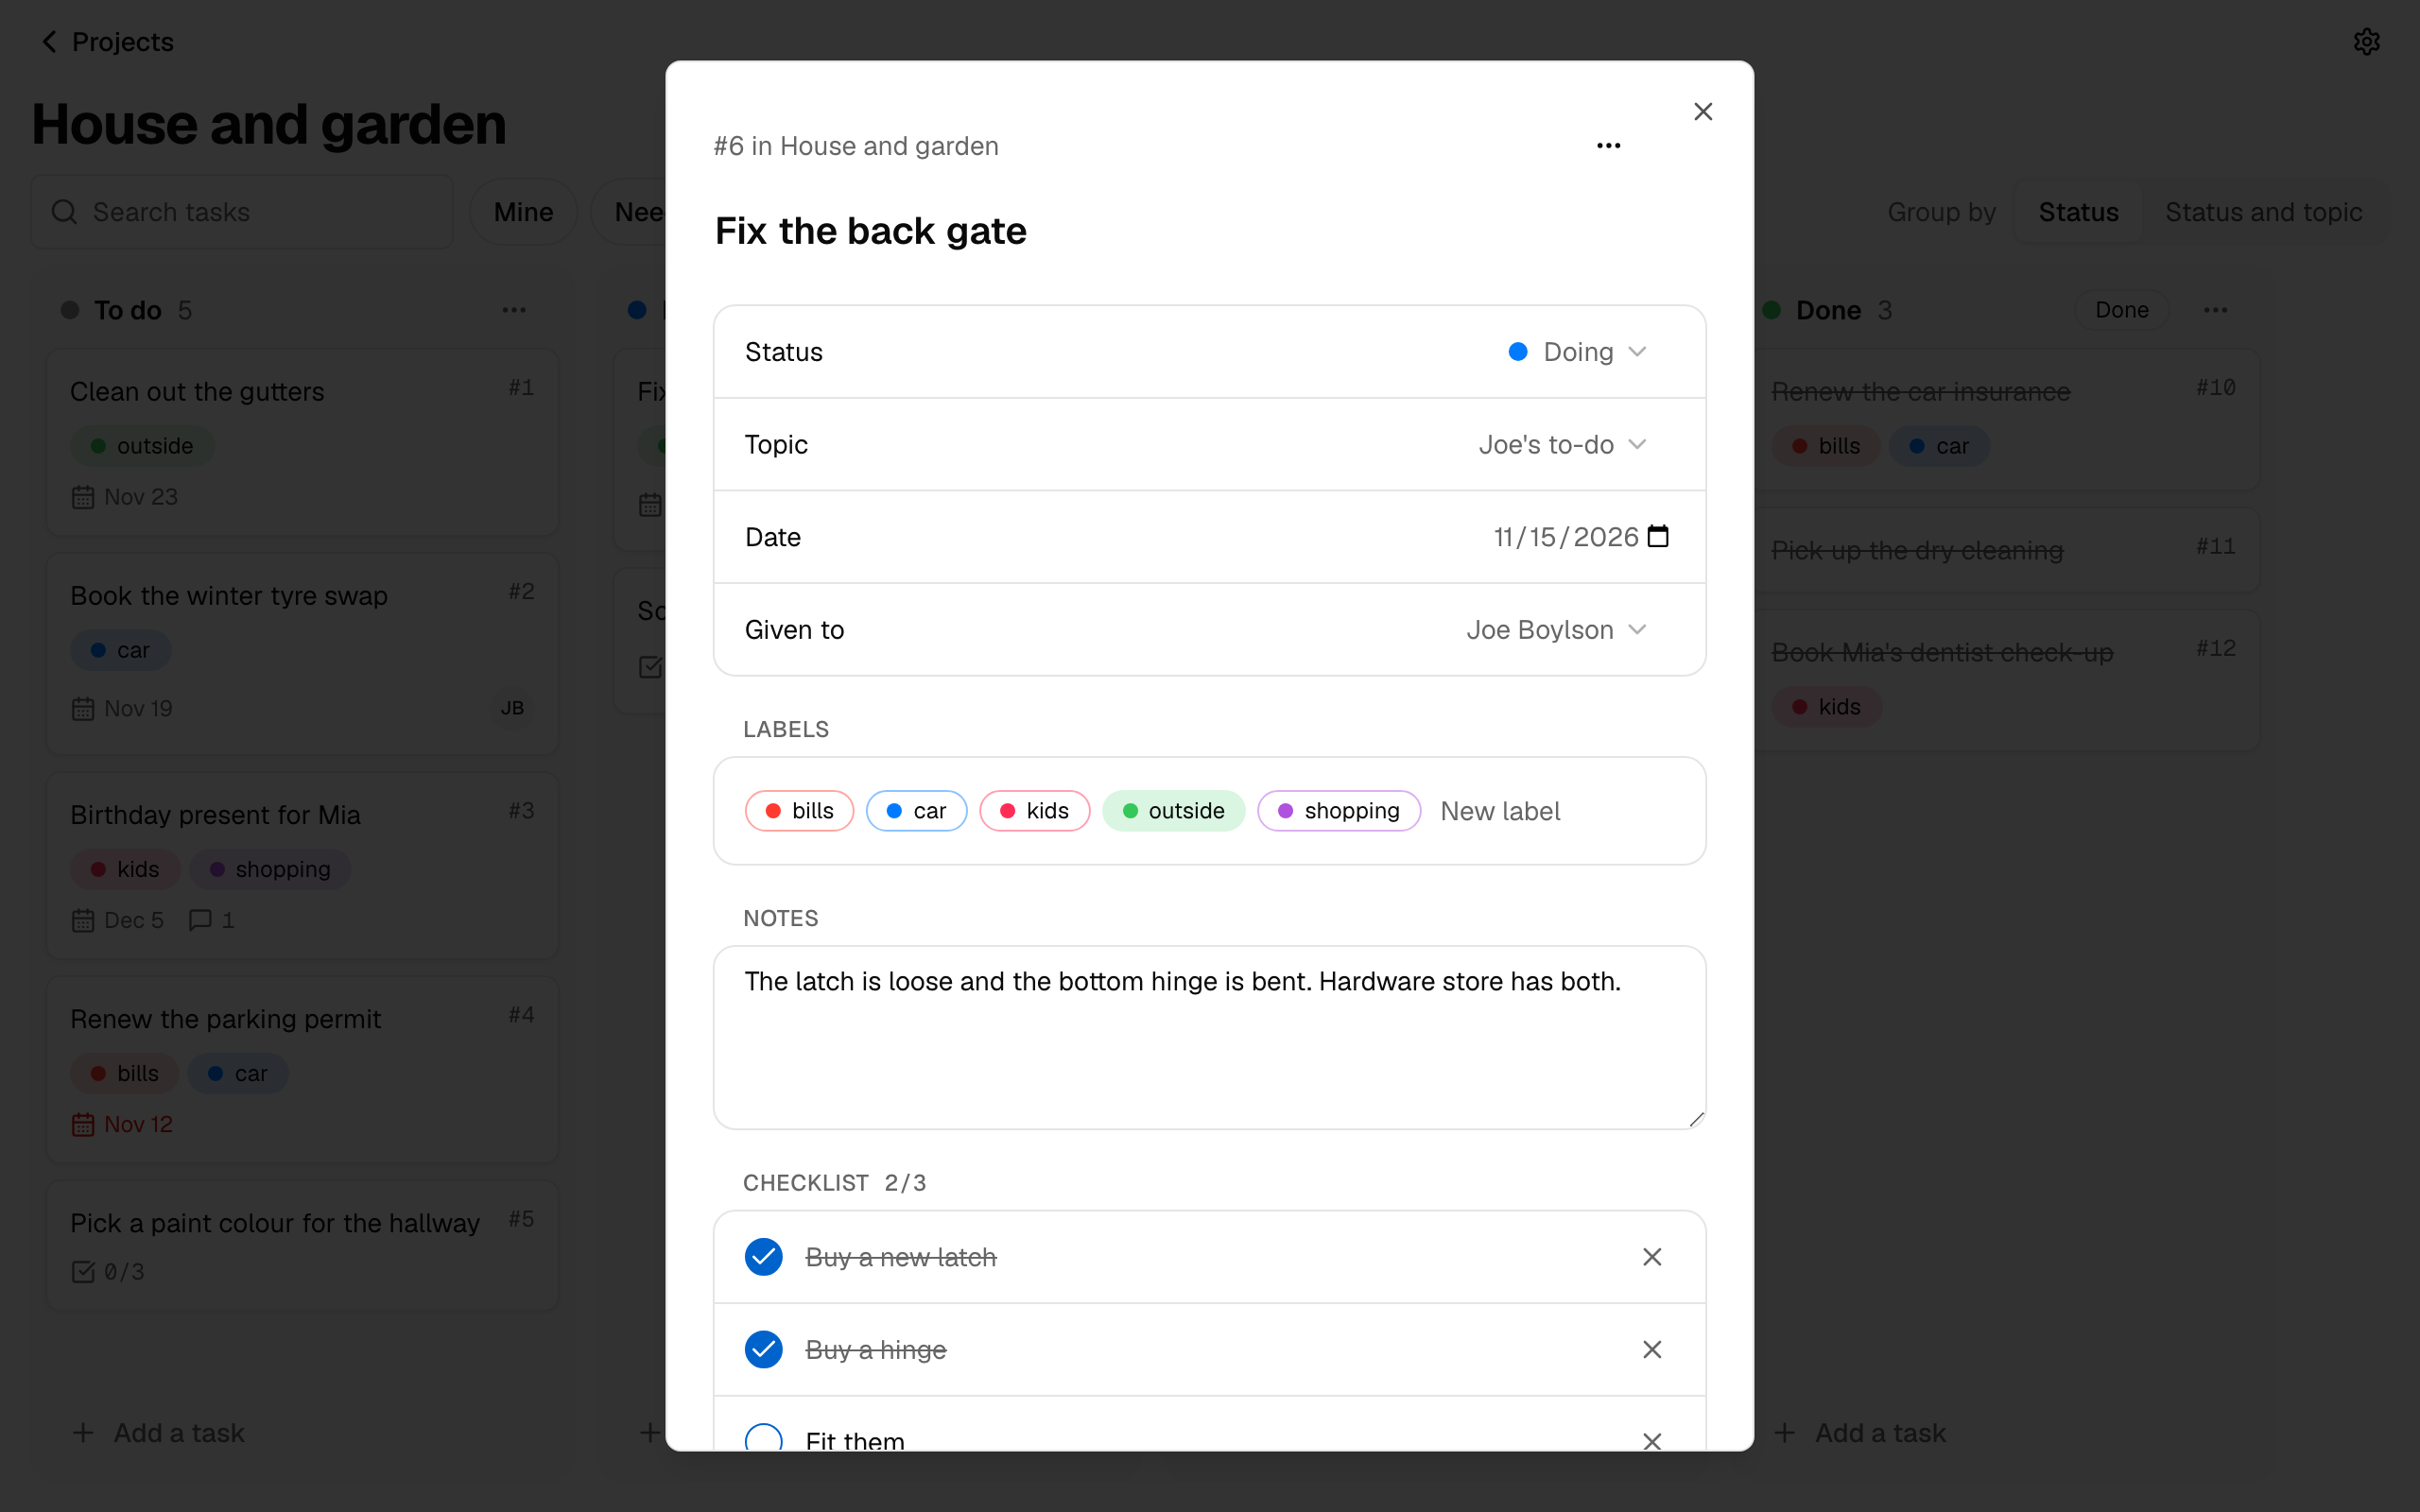 Projects
House and garden
Search tasks
Mine
Group by
Status
Status and topic
To do 5
Clean out the gutters #1
outside
Nov 23
Book the winter tyre swap #2
car
Nov 19
JB
Birthday present for Mia #3
kids shopping
Dec 5 1
Renew the parking permit #4
bills car
Nov 12
Pick a paint colour for the hallway #5
0/3
Add a task
#6 in House and garden
Fix the back gate
Status Doing
Topic Joe's to-do
Date 11/15/2026
Given to Joe Boylson
LABELS
bills car kids outside shopping New label
NOTES
The latch is loose and the bottom hinge is bent. Hardware store has both.
CHECKLIST 2/3
Buy a new latch
Buy a hinge
Fit them
Done 3 Done
Renew the car insurance #10
bills car
Pick up the dry cleaning #11
Book Mia's dentist check-up #12
kids
Add a task